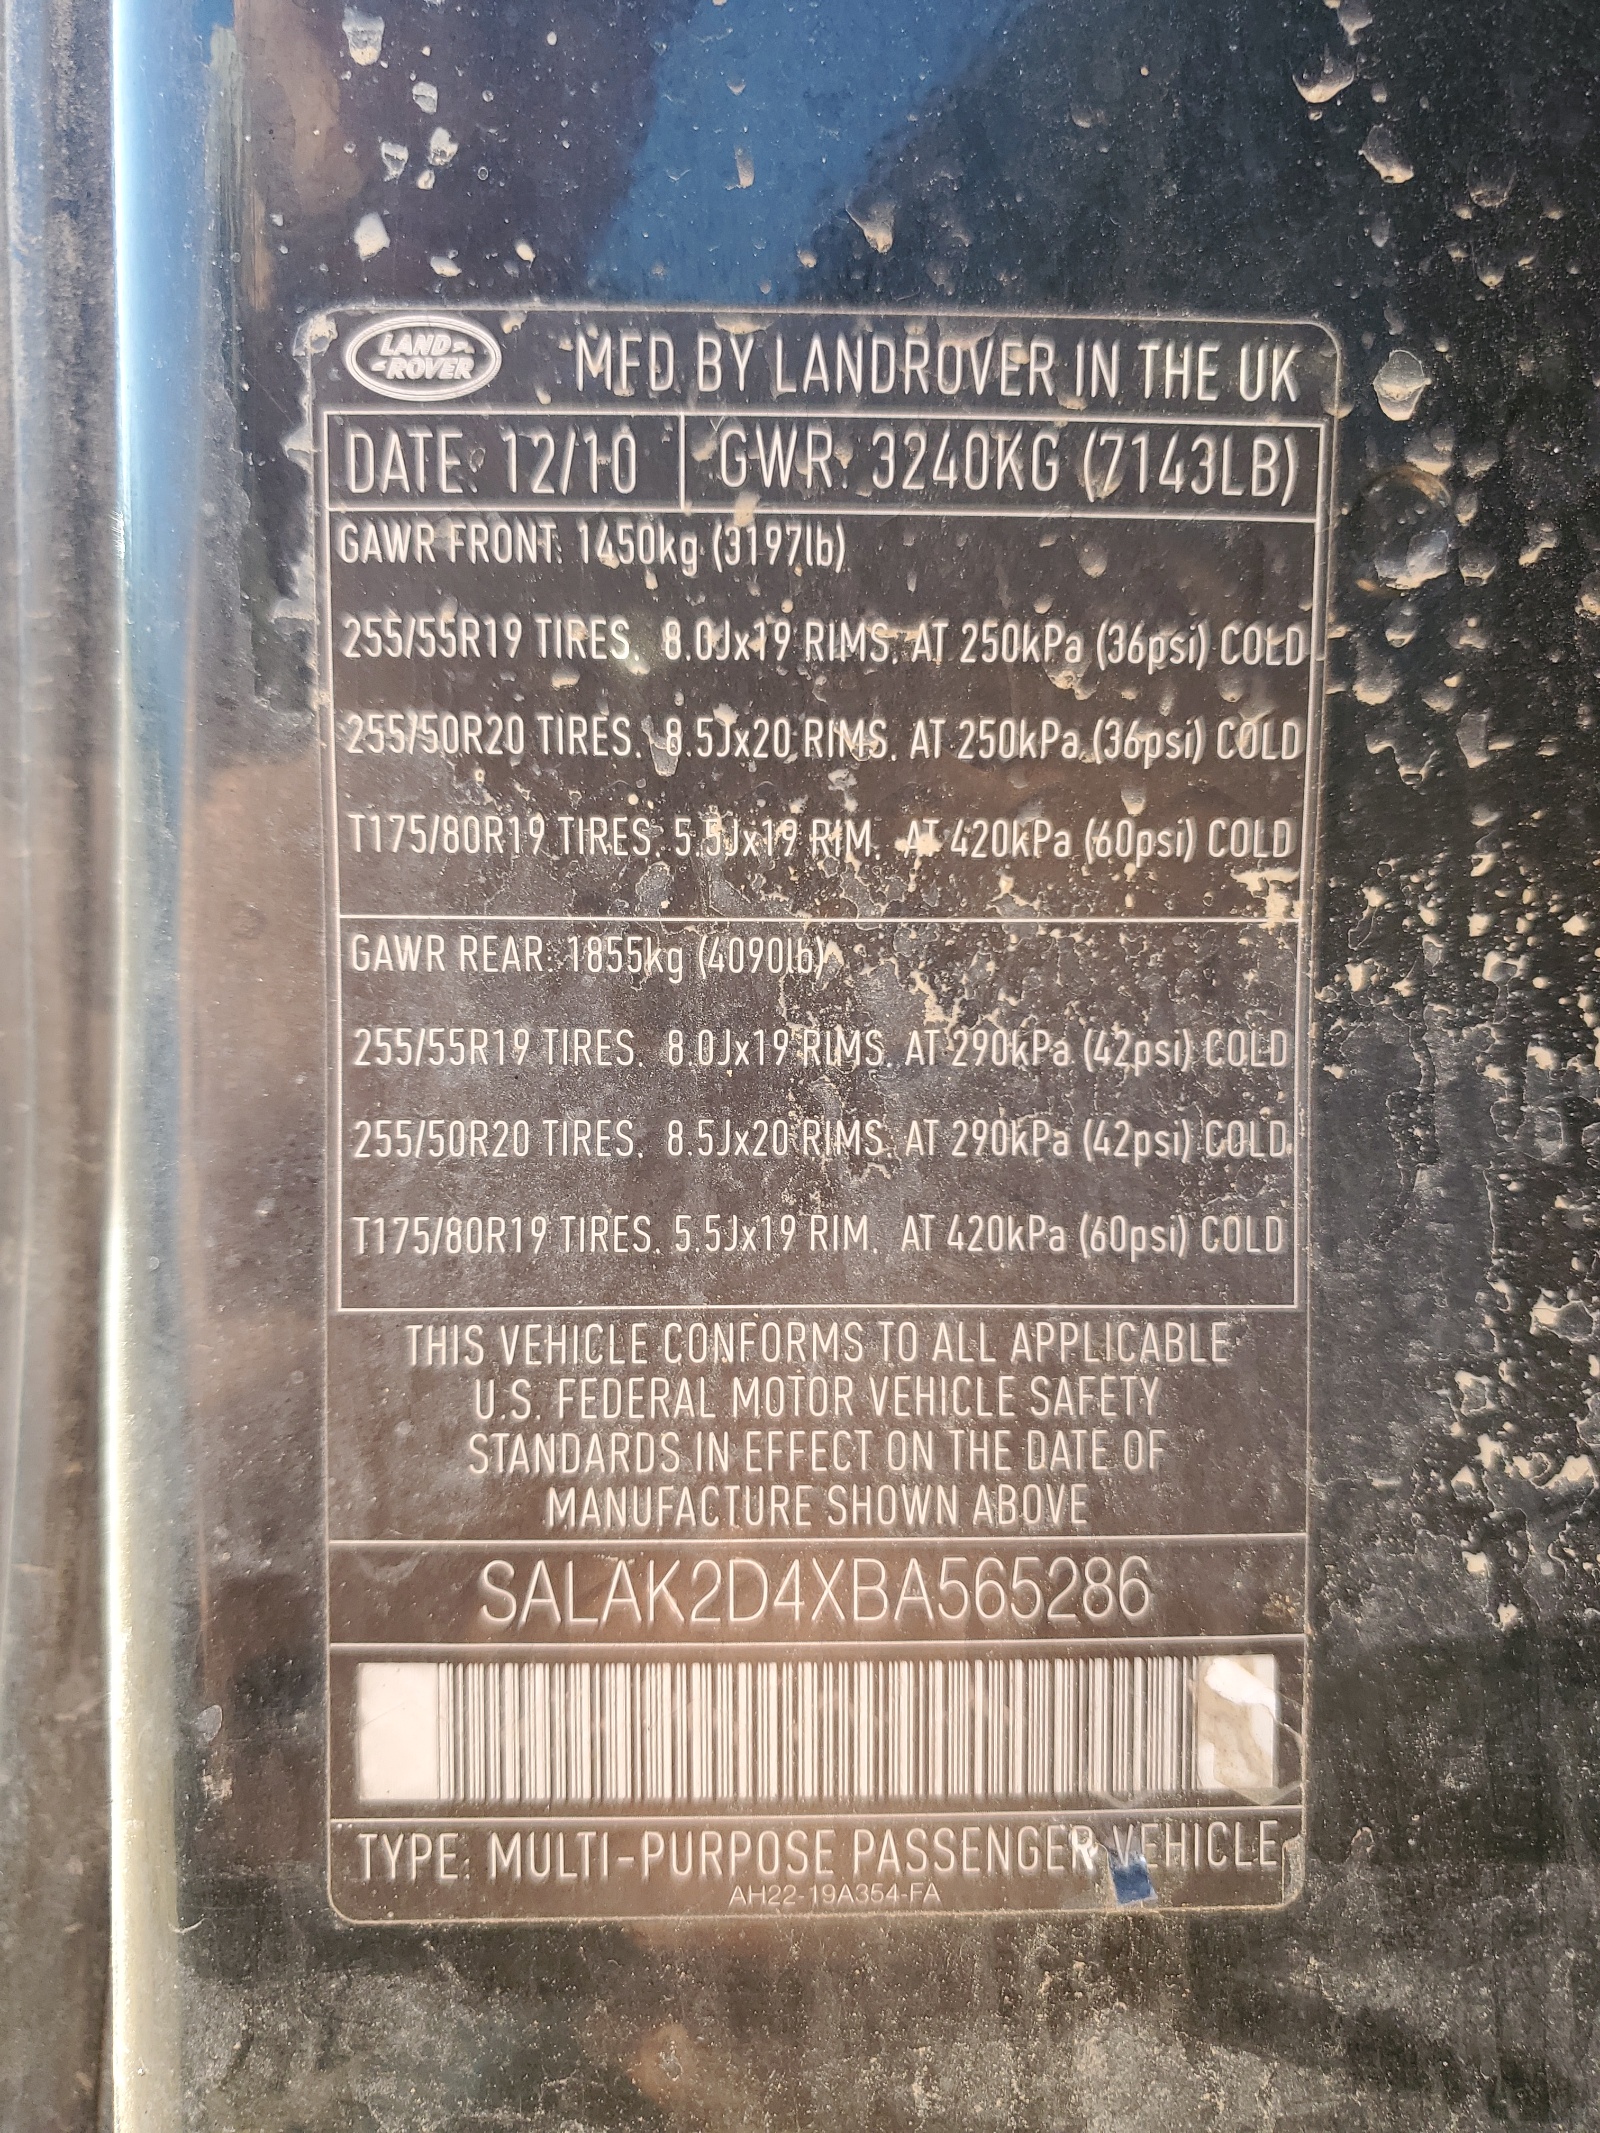 LAND
ROVER
MFD BY LANDROVER IN THE UK
DATE: 12/10 GWR: 3240KG (7143LB)
GAWR FRONT: 1450kg (3197lb)
255/55R19 TIRES. 8.0Jx19 RIMS. AT 250kPa (36psi) COLD
255/50R20 TIRES. 8.5Jx20 RIMS. AT 250kPa (36psi) COLD
T175/80R19 TIRES. 5.5Jx19 RIM. AT 420kPa (60psi) COLD
GAWR REAR: 1855kg (4090lb)
255/55R19 TIRES. 8.0Jx19 RIMS. AT 290kPa (42psi) COLD
255/50R20 TIRES. 8.5Jx20 RIMS. AT 290kPa (42psi) COLD
T175/80R19 TIRES. 5.5Jx19 RIM. AT 420kPa (60psi) COLD
THIS VEHICLE CONFORMS TO ALL APPLICABLE
U.S. FEDERAL MOTOR VEHICLE SAFETY
STANDARDS IN EFFECT ON THE DATE OF
MANUFACTURE SHOWN ABOVE
SALAK2D4XBA565286
TYPE: MULTI-PURPOSE PASSENGER VEHICLE
AH22-19A354-FA